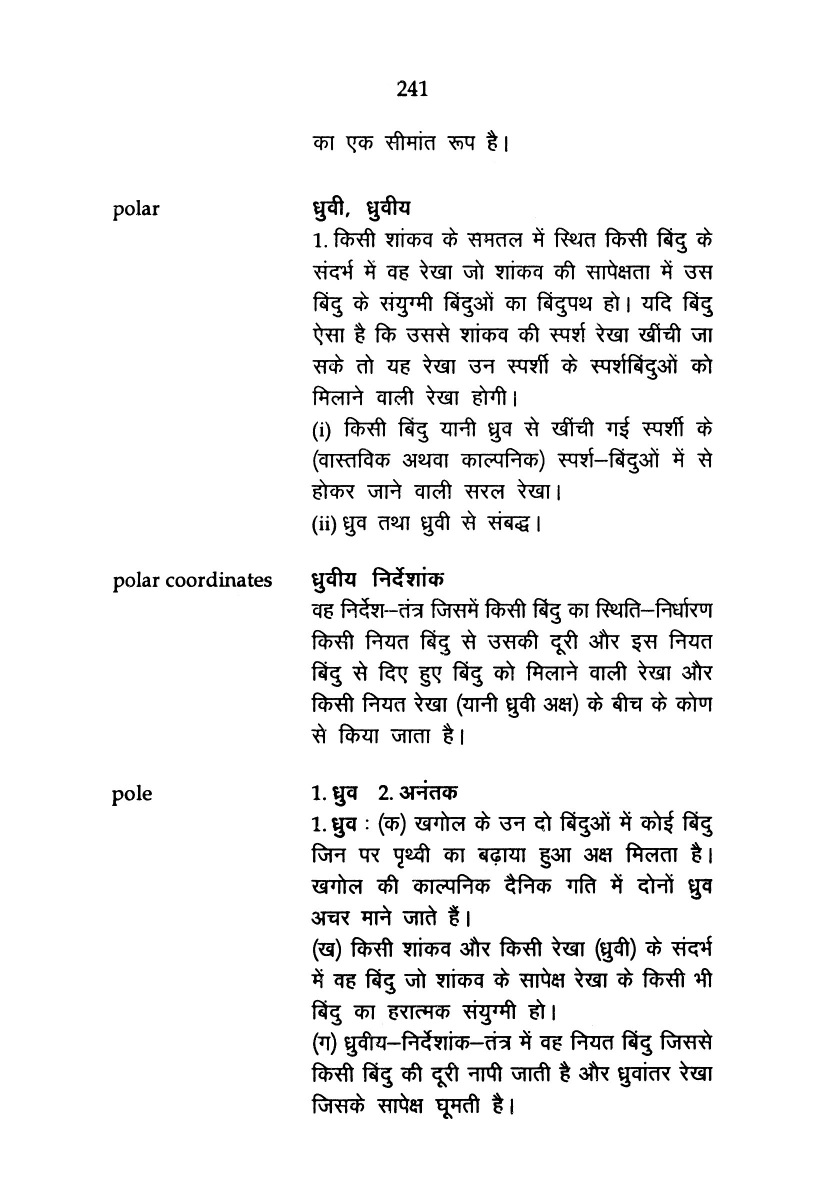 241
का एक सीमांत रूप है।
polar ध्रुवी, ध्रुवीय
1. किसी शांकव के समतल में स्थित किसी बिंदु के
संदर्भ में वह रेखा जो शांकव की सापेक्षता में उस
बिंदु के संयुग्मी बिंदुओं का बिंदुपथ हो। यदि बिंदु
ऐसा है कि उससे शांकव की स्पर्श रेखा खींची जा
सके तो यह रेखा उन स्पर्शी के स्पर्शबिंदुओं को
मिलाने वाली रेखा होगी।
(i) किसी बिंदु यानी ध्रुव से खींची गई स्पर्शी के
(वास्तविक अथवा काल्पनिक) स्पर्श–बिंदुओं में से
होकर जाने वाली सरल रेखा।
(ii) ध्रुव तथा ध्रुवी से संबद्ध।
polar coordinates ध्रुवीय निर्देशांक
वह निर्देश–तंत्र जिसमें किसी बिंदु का स्थिति–निर्धारण
किसी नियत बिंदु से उसकी दूरी और इस नियत
बिंदु से दिए हुए बिंदु को मिलाने वाली रेखा और
किसी नियत रेखा (यानी ध्रुवी अक्ष) के बीच के कोण
से किया जाता है।
pole 1. ध्रुव 2. अनंतक
1. ध्रुव : (क) खगोल के उन दो बिंदुओं में कोई बिंदु
जिन पर पृथ्वी का बढ़ाया हुआ अक्ष मिलता है।
खगोल की काल्पनिक दैनिक गति में दोनों ध्रुव
अचर माने जाते हैं।
(ख) किसी शांकव और किसी रेखा (ध्रुवी) के संदर्भ
में वह बिंदु जो शांकव के सापेक्ष रेखा के किसी भी
बिंदु का हरात्मक संयुग्मी हो।
(ग) ध्रुवीय–निर्देशांक–तंत्र में वह नियत बिंदु जिससे
किसी बिंदु की दूरी नापी जाती है और ध्रुवांतर रेखा
जिसके सापेक्ष घूमती है।